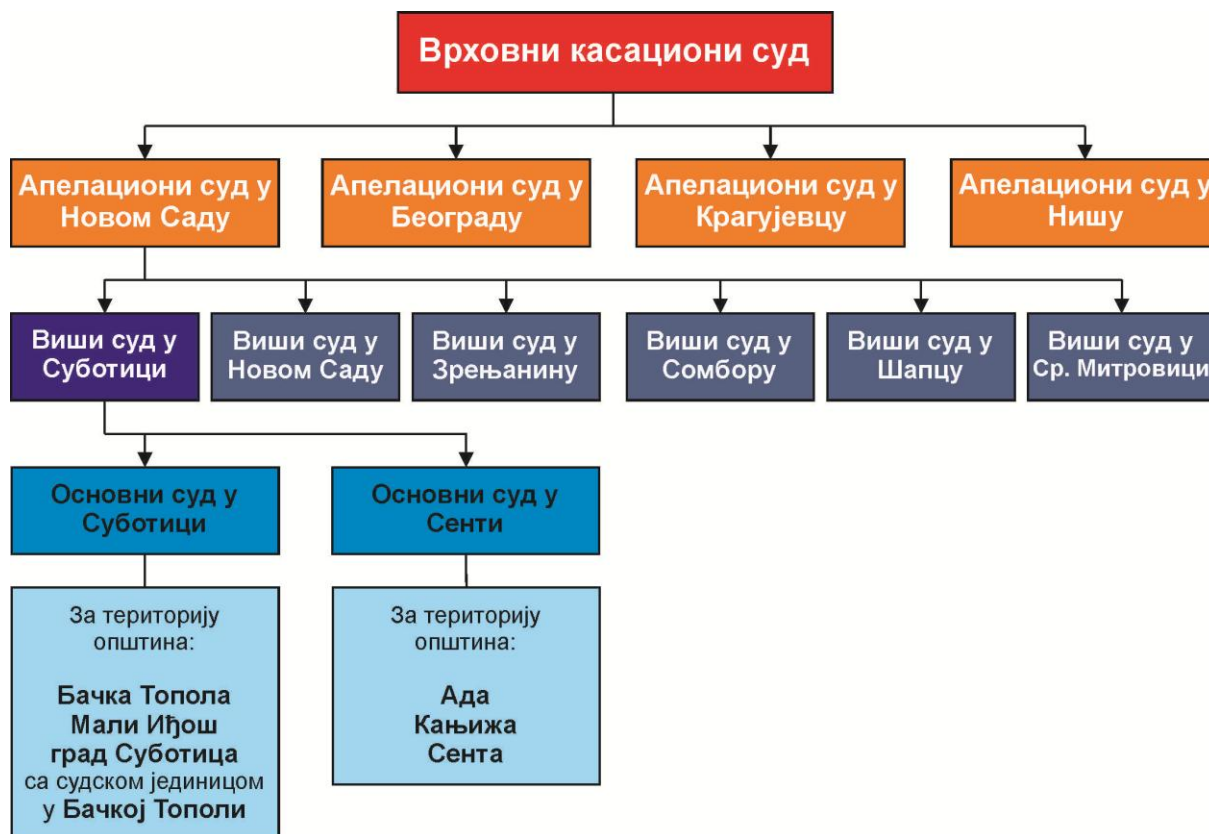 Врховни касациони суд
Апелациони суд у
Новом Саду
Апелациони суд у
Београду
Апелациони суд у
Крагујевцу
Апелациони суд у
Нишу
Виши суд у
Суботици
Виши суд у
Новом Саду
Виши суд у
Зрењанину
Виши суд у
Сомбору
Виши суд у
Шапцу
Виши суд у
Ср. Митровици
Основни суд у
Суботици
Основни суд у
Сенти
За територију
општина:
Бачка Топола
Мали Иђош
град Суботица
са судском јединицом
у Бачкој Тополи
За територију
општина:
Ада
Кањижа
Сента